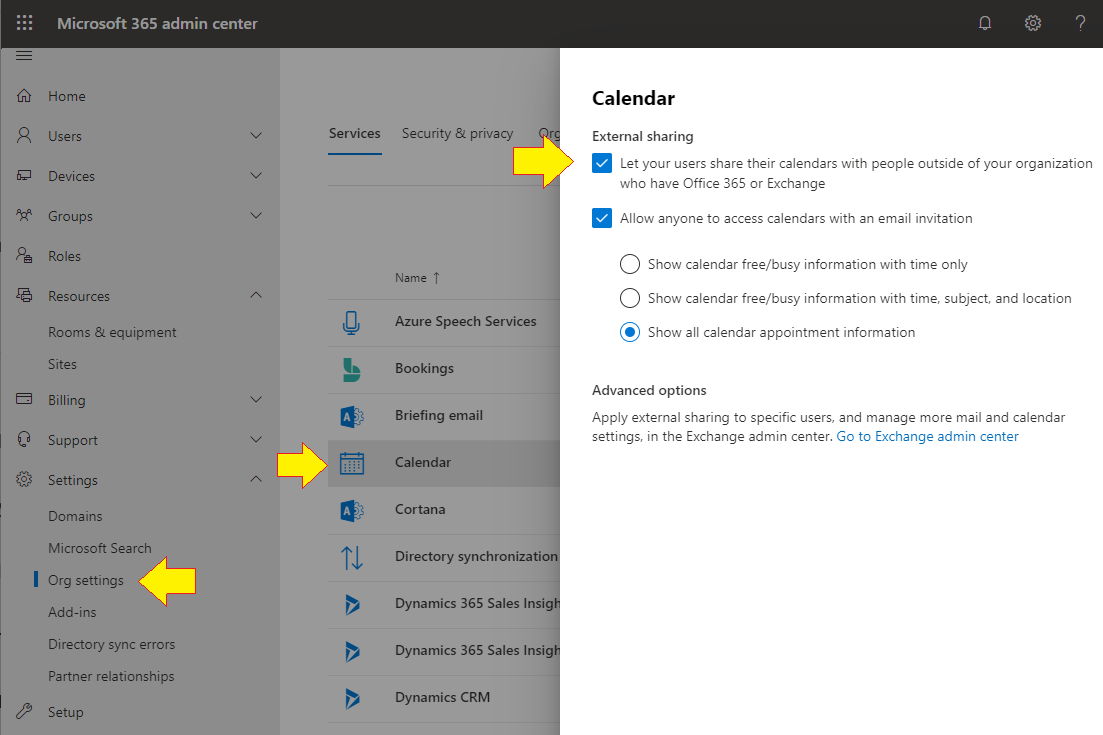 Microsoft 365 admin center
?
Home
Users
Devices
Groups
Roles
Resources
Rooms & equipment
Sites
Billing
Support
Settings
Domains
Microsoft Search
Org settings
Add-ins
Directory sync errors
Partner relationships
Setup
Services
Security & privacy
Org
Name ↑
Azure Speech Services
Bookings
Briefing email
Calendar
Cortana
Directory synchronization
Dynamics 365 Sales Insigh
Dynamics 365 Sales Insigh
Dynamics CRM
Calendar
External sharing
Let your users share their calendars with people outside of your organization
who have Office 365 or Exchange
Allow anyone to access calendars with an email invitation
Show calendar free/busy information with time only
Show calendar free/busy information with time, subject, and location
Show all calendar appointment information
Advanced options
Apply external sharing to specific users, and manage more mail and calendar
settings, in the Exchange admin center. Go to Exchange admin center